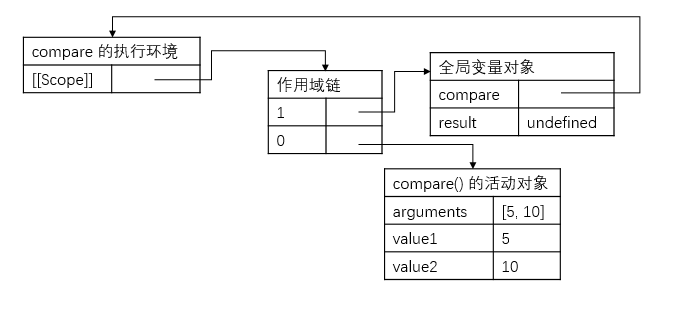 compare 的执行环境
[[Scope]]
作用域链
1
0
全局变量对象
compare
result undefined
compare() 的活动对象
arguments [5, 10]
value1 5
value2 10